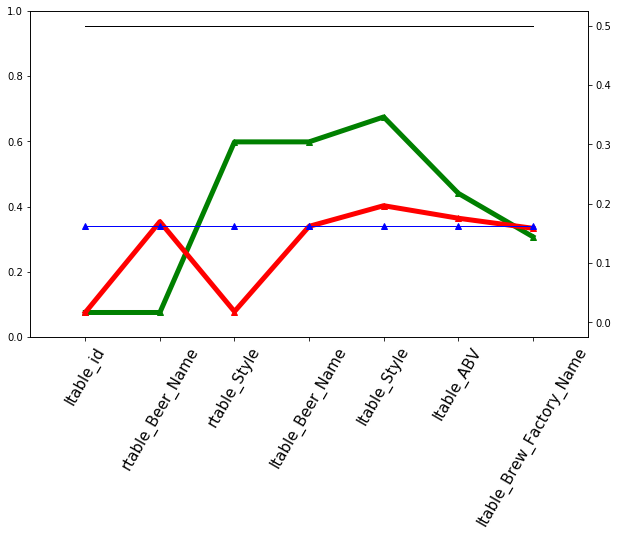 1.0
0.8
0.6
0.4
0.2
0.0
0.5
0.4
0.3
0.2
0.1
0.0
ltable_id
rtable_Beer_Name
rtable_Style
ltable_Beer_Name
ltable_Style
ltable_ABV
ltable_Brew_Factory_Name